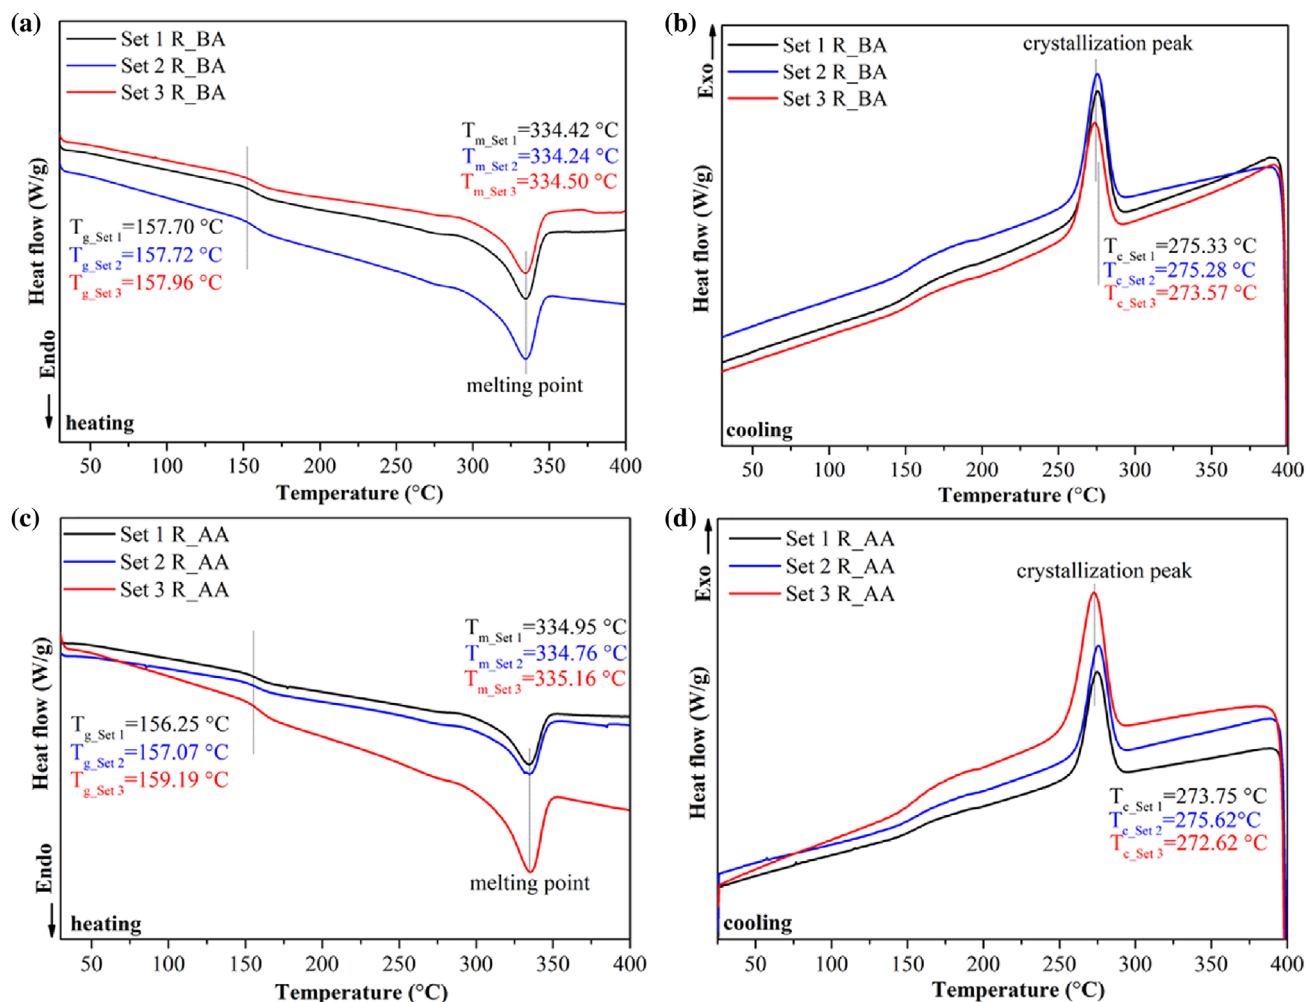 (a)
Set 1 R_BA
Set 2 R_BA
Set 3 R_BA
T_m_Set 1=334.42 °C
T_m_Set 2=334.24 °C
T_m_Set 3=334.50 °C
T_g_Set 1=157.70 °C
T_g_Set 2=157.72 °C
T_g_Set 3=157.96 °C
Heat flow (W/g)
Endo
melting point
heating
50 100 150 200 250 300 350 400
Temperature (°C)
(b)
Exo
Set 1 R_BA
Set 2 R_BA
Set 3 R_BA
crystallization peak
Heat flow (W/g)
T_c_Set 1=275.33 °C
T_c_Set 2=275.28 °C
T_c_Set 3=273.57 °C
cooling
50 100 150 200 250 300 350 400
Temperature (°C)
(c)
Set 1 R_AA
Set 2 R_AA
Set 3 R_AA
T_m_Set 1=334.95 °C
T_m_Set 2=334.76 °C
T_m_Set 3=335.16 °C
T_g_Set 1=156.25 °C
T_g_Set 2=157.07 °C
T_g_Set 3=159.19 °C
Heat flow (W/g)
Endo
melting point
heating
50 100 150 200 250 300 350 400
Temperature (°C)
(d)
Exo
Set 1 R_AA
Set 2 R_AA
Set 3 R_AA
crystallization peak
Heat flow (W/g)
T_c_Set 1=273.75 °C
T_c_Set 2=275.62°C
T_c_Set 3=272.62 °C
cooling
50 100 150 200 250 300 350 400
Temperature (°C)